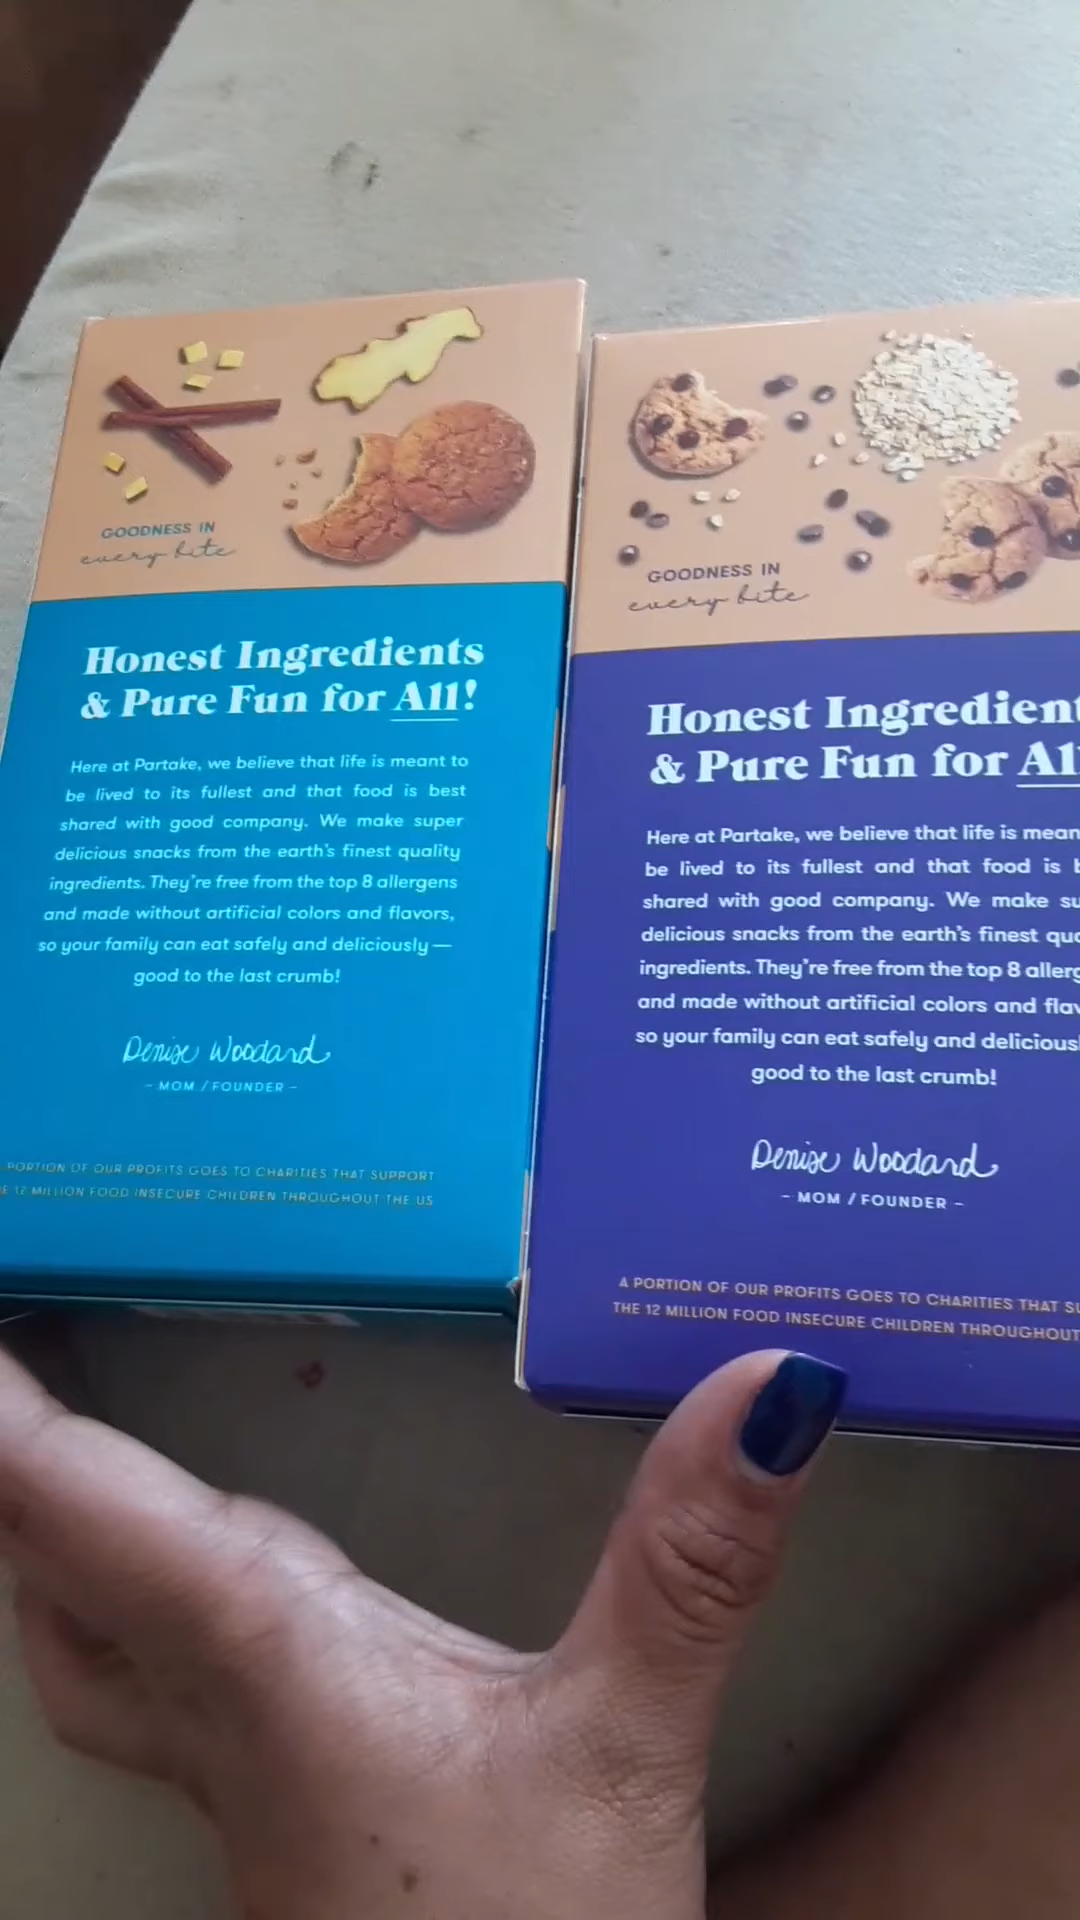 GOODNESS IN
every bite
Honest Ingredients
& Pure Fun for All!
Here at Partake, we believe that life is meant to
be lived to its fullest and that food is best
shared with good company. We make super
delicious snacks from the earth's finest quality
ingredients. They're free from the top 8 allergens
and made without artificial colors and flavors,
so your family can eat safely and deliciously—
good to the last crumb!
Denise Woodard
- MOM / FOUNDER -
PORTION OF OUR PROFITS GOES TO CHARITIES THAT SUPPORT
12 MILLION FOOD INSECURE CHILDREN THROUGHOUT THE US
GOODNESS IN
every bite
Honest Ingredient
& Pure Fun for Al
Here at Partake, we believe that life is mean
be lived to its fullest and that food is
shared with good company. We make su
delicious snacks from the earth's finest qua
ingredients. They're free from the top 8 allerg
and made without artificial colors and flav
so your family can eat safely and deliciousl
good to the last crumb!
Denise Woodard
- MOM / FOUNDER -
A PORTION OF OUR PROFITS GOES TO CHARITIES THAT SU
THE 12 MILLION FOOD INSECURE CHILDREN THROUGHOUT